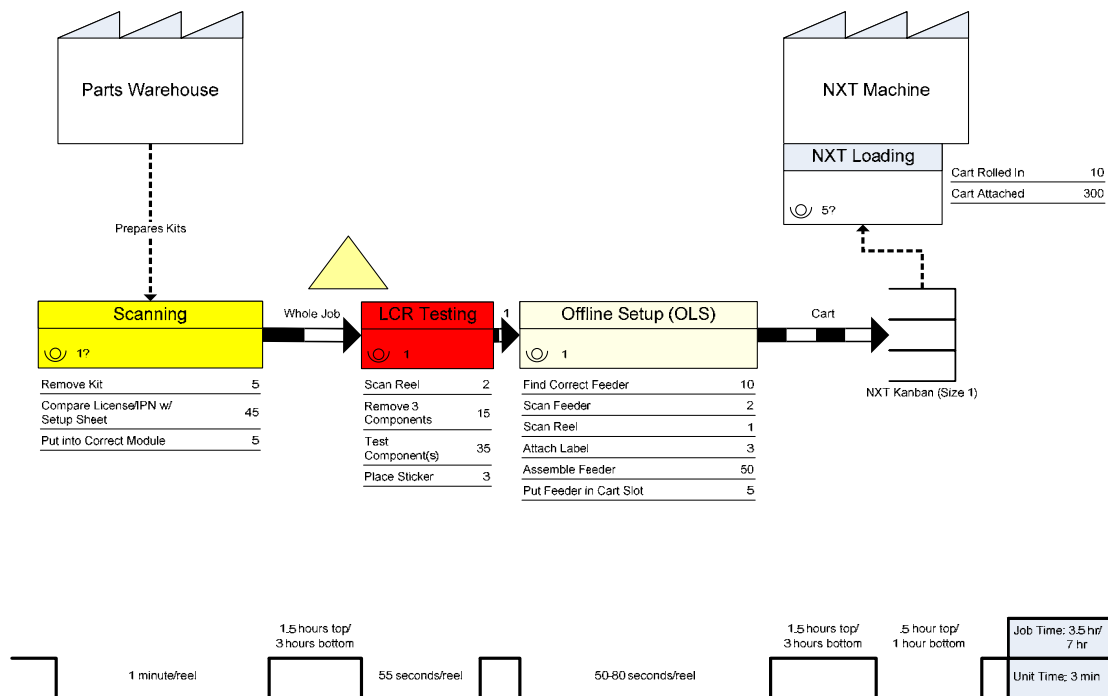 Parts Warehouse
NXT Machine
NXT Loading
5?
Cart Rolled In 10
Cart Attached 300
Prepares Kits
Scanning
1?
Remove Kit 5
Compare License/IPN w/
Setup Sheet 45
Put into Correct Module 5
Whole Job
LCR Testing
1
Scan Reel 2
Remove 3
Components 15
Test
Component(s) 35
Place Sticker 3
1
Offline Setup (OLS)
1
Find Correct Feeder 10
Scan Feeder 2
Scan Reel 1
Attach Label 3
Assemble Feeder 50
Put Feeder in Cart Slot 5
Cart
NXT Kanban (Size 1)
1 minute/reel
1.5 hours top/
3 hours bottom
55 seconds/reel
50-80 seconds/reel
1.5 hours top/
3 hours bottom
.5 hour top/
1 hour bottom
Job Time: 3.5 hr/
7 hr
Unit Time: 3 min